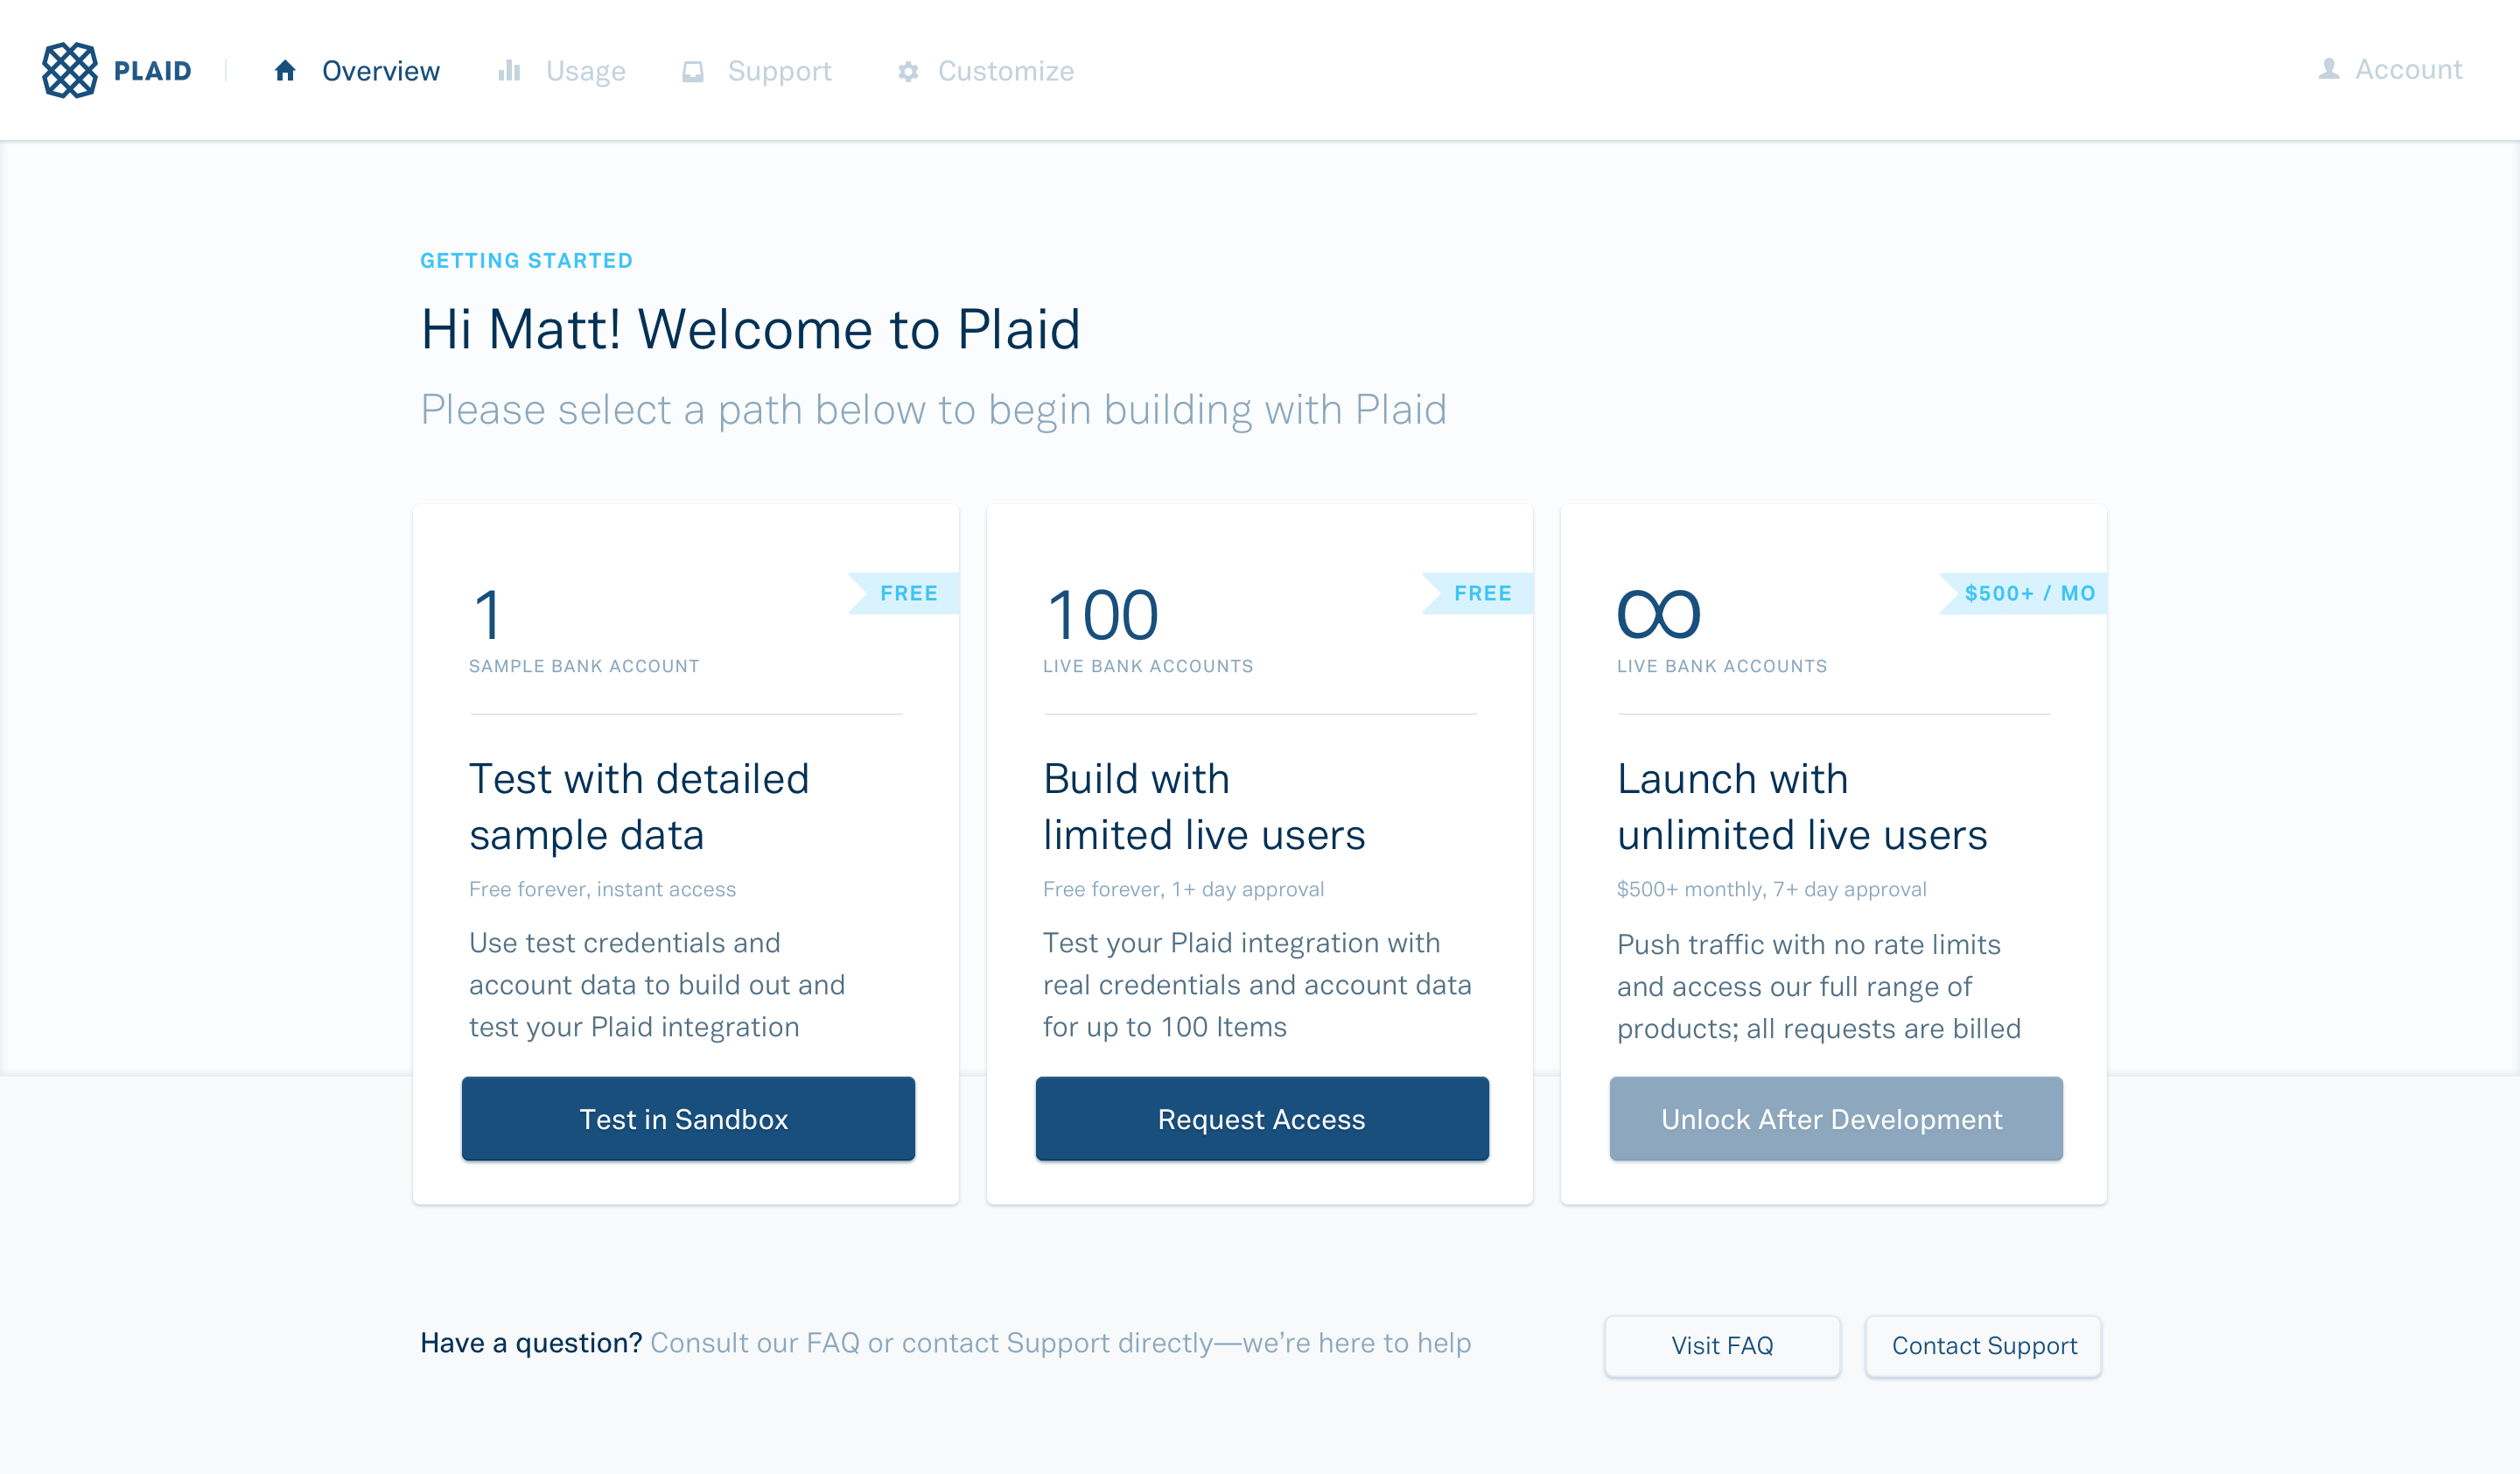 PLAID
Overview
Usage
Support
Customize
Account
GETTING STARTED
Hi Matt! Welcome to Plaid
Please select a path below to begin building with Plaid
FREE
1
SAMPLE BANK ACCOUNT
Test with detailed
sample data
Free forever, instant access
Use test credentials and
account data to build out and
test your Plaid integration
Test in Sandbox
FREE
100
LIVE BANK ACCOUNTS
Build with
limited live users
Free forever, 1+ day approval
Test your Plaid integration with
real credentials and account data
for up to 100 Items
Request Access
$500+ / MO
∞
LIVE BANK ACCOUNTS
Launch with
unlimited live users
$500+ monthly, 7+ day approval
Push traffic with no rate limits
and access our full range of
products; all requests are billed
Unlock After Development
Have a question? Consult our FAQ or contact Support directly—we’re here to help
Visit FAQ
Contact Support